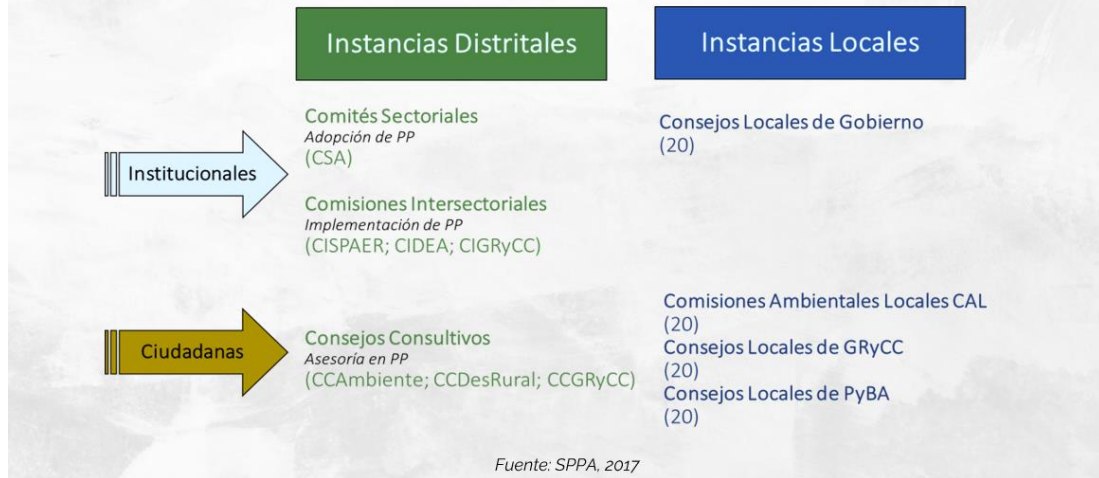 Instancias Distritales
Instancias Locales
Institucionales
Comités Sectoriales
Adopción de PP
(CSA)
Comisiones Intersectoriales
Implementación de PP
(CISPAER; CIDEA; CIGRyCC)
Consejos Locales de Gobierno
(20)
Ciudadanas
Consejos Consultivos
Asesoría en PP
(CCAmbiente; CCDesRural; CCGRyCC)
Comisiones Ambientales Locales CAL
(20)
Consejos Locales de GRyCC
(20)
Consejos Locales de PyBA
(20)
Fuente: SPPA, 2017